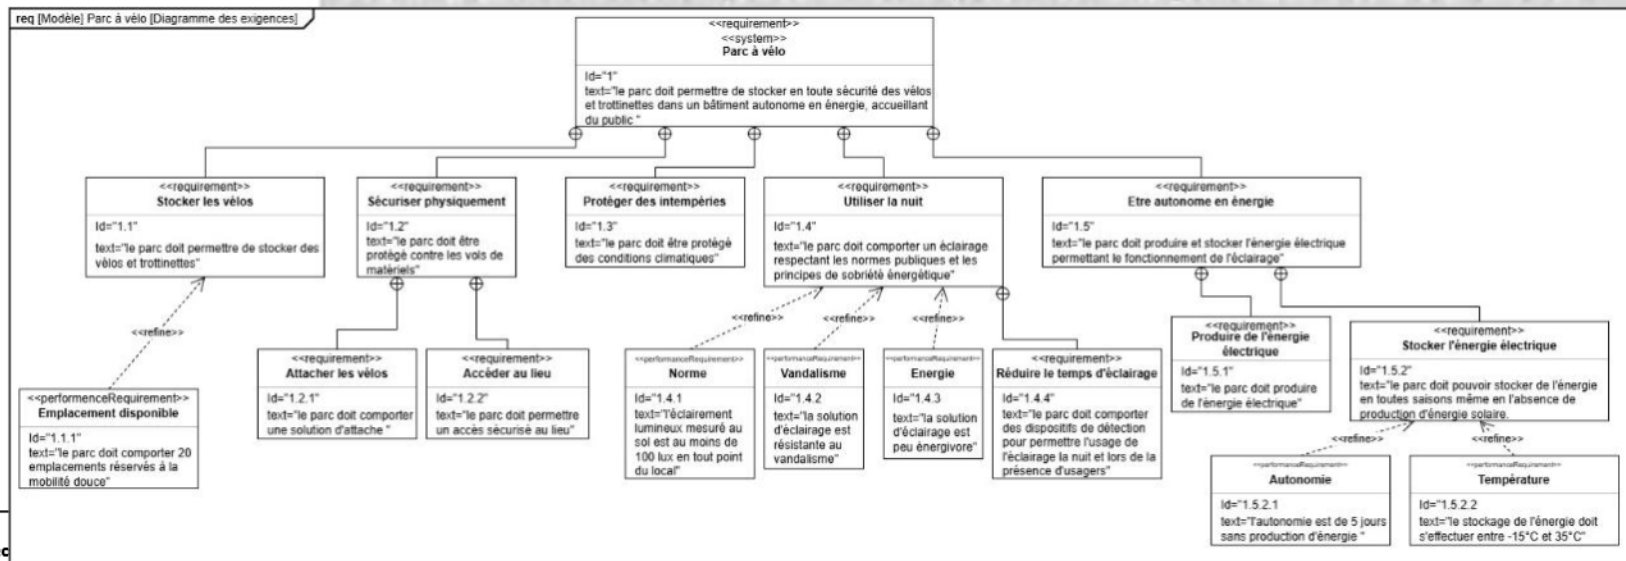 req [Modèle] Parc à vélo [Diagramme des exigences]
<<requirement>>
<<system>>
Parc à vélo
Id="1"
text="le parc doit permettre de stocker en toute sécurité des vélos
et trottinettes dans un bâtiment autonome en énergie, accueillant
du public "
<<requirement>>
Stocker les vélos
Id="1.1"
text="le parc doit permettre de stocker des
vélos et trottinettes"
<<requirement>>
Sécuriser physiquement
Id="1.2"
text="le parc doit être
protégé contre les vols de
matériels"
<<requirement>>
Protéger des intempéries
Id="1.3"
text="le parc doit être protégé
des conditions climatiques"
<<requirement>>
Utiliser la nuit
Id="1.4"
text="le parc doit comporter un éclairage
respectant les normes publiques et les
principes de sobriété énergétique"
<<requirement>>
Etre autonome en énergie
Id="1.5"
text="le parc doit produire et stocker l'énergie électrique
permettant le fonctionnement de l'éclairage"
<<refine>>
<<refine>>
<<refine>>
<<refine>>
<<performenceRequirement>>
Emplacement disponible
Id="1.1.1"
text="le parc doit comporter 20
emplacements réservés à la
mobilité douce"
<<requirement>>
Attacher les vélos
Id="1.2.1"
text="le parc doit comporter
une solution d'attache "
<<requirement>>
Accéder au lieu
Id="1.2.2"
text="le parc doit permettre
un accès sécurisé au lieu"
<<performanceRequirement>>
Norme
Id="1.4.1
text="l'éclairement
lumineux mesuré au
sol est au moins de
100 lux en tout point
du local"
<<performanceRequirement>>
Vandalisme
Id="1.4.2
text="la solution
d'éclairage est
résistante au
vandalisme"
<<performanceRequirement>>
Energie
Id="1.4.3
text="la solution
d'éclairage est
peu énergivore"
<<requirement>>
Réduire le temps d'éclairage
Id="1.4.4"
text="le parc doit comporter
des dispositifs de détection
pour permettre l'usage de
l'éclairage la nuit et lors de la
présence d'usagers"
<<requirement>>
Produire de l'énergie
électrique
Id="1.5.1"
text="le parc doit produire
de l'énergie électrique"
<<requirement>>
Stocker l'énergie électrique
Id="1.5.2"
text="le parc doit pouvoir stocker de l'énergie
en toutes saisons même en l'absence de
production d'énergie solaire.
<<refine>>
<<refine>>
<<performanceRequirement>>
Autonomie
Id="1.5.2.1
text="l'autonomie est de 5 jours
sans production d'énergie "
<<performanceRequirement>>
Température
Id="1.5.2.2
text="le stockage de l'énergie doit
s'effectuer entre -15°C et 35°C"